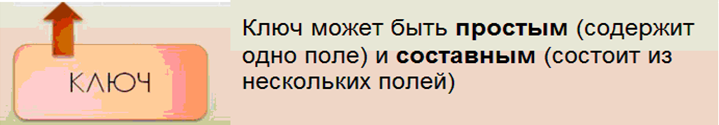 КЛЮЧ
Ключ может быть простым (содержит
одно поле) и составным (состоит из
нескольких полей)